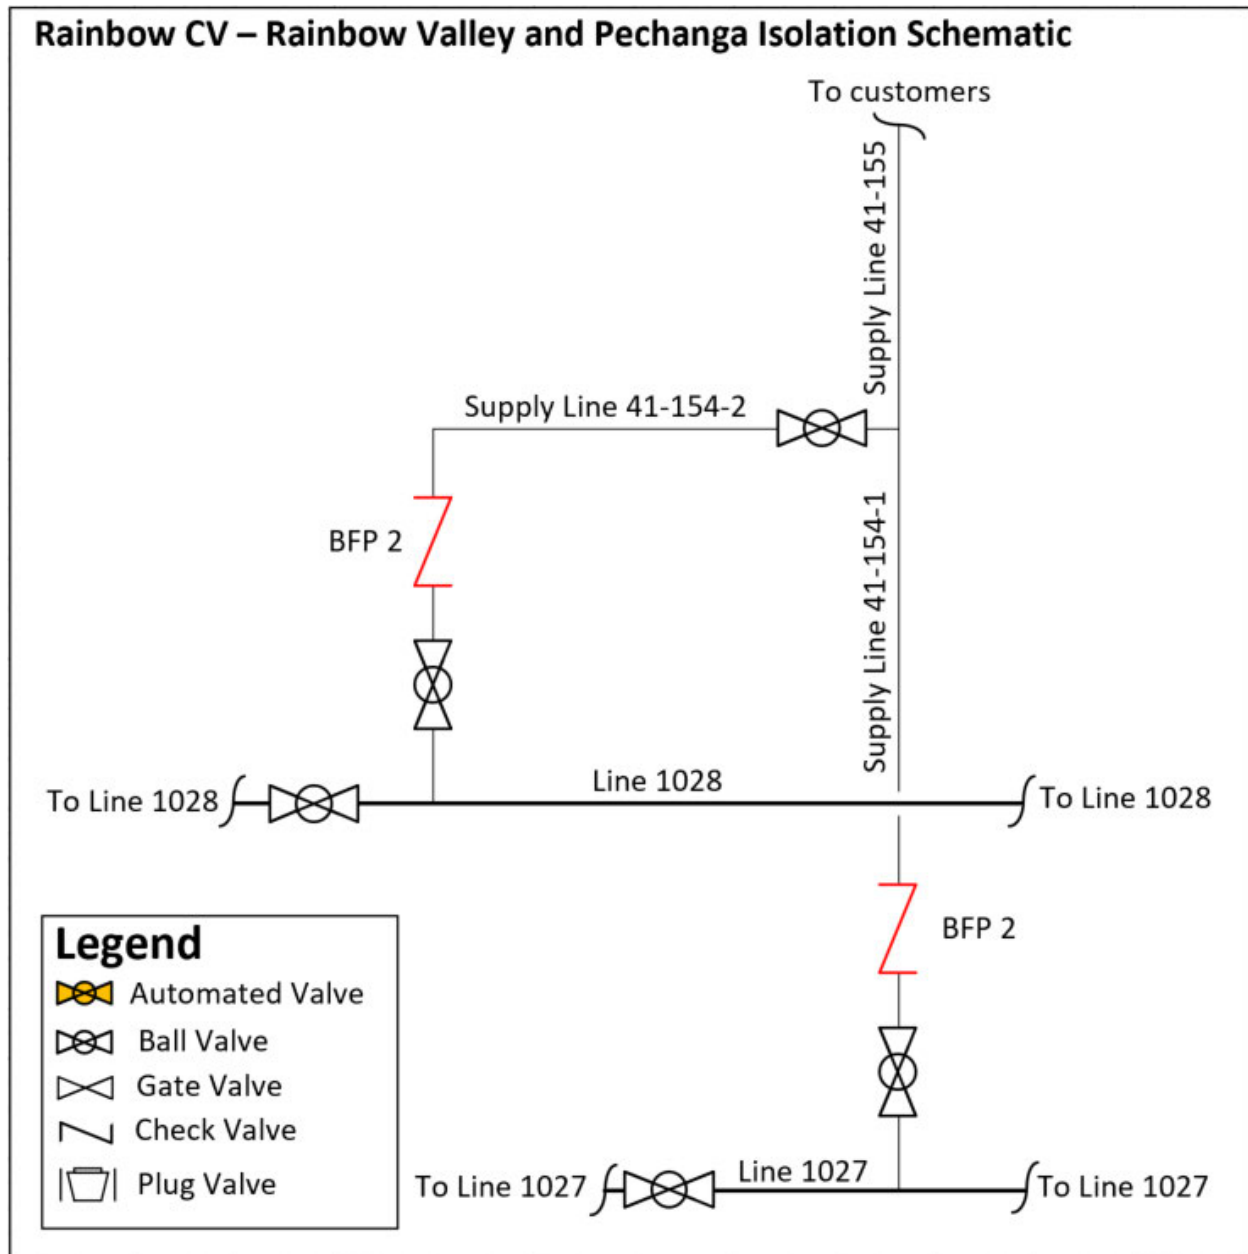 Rainbow CV – Rainbow Valley and Pechanga Isolation Schematic
To customers
Supply Line 41-155
Supply Line 41-154-2
BFP 2
Supply Line 41-154-1
To Line 1028
Line 1028
To Line 1028
BFP 2
Legend
Automated Valve
Ball Valve
Gate Valve
Check Valve
Plug Valve
To Line 1027
Line 1027
To Line 1027